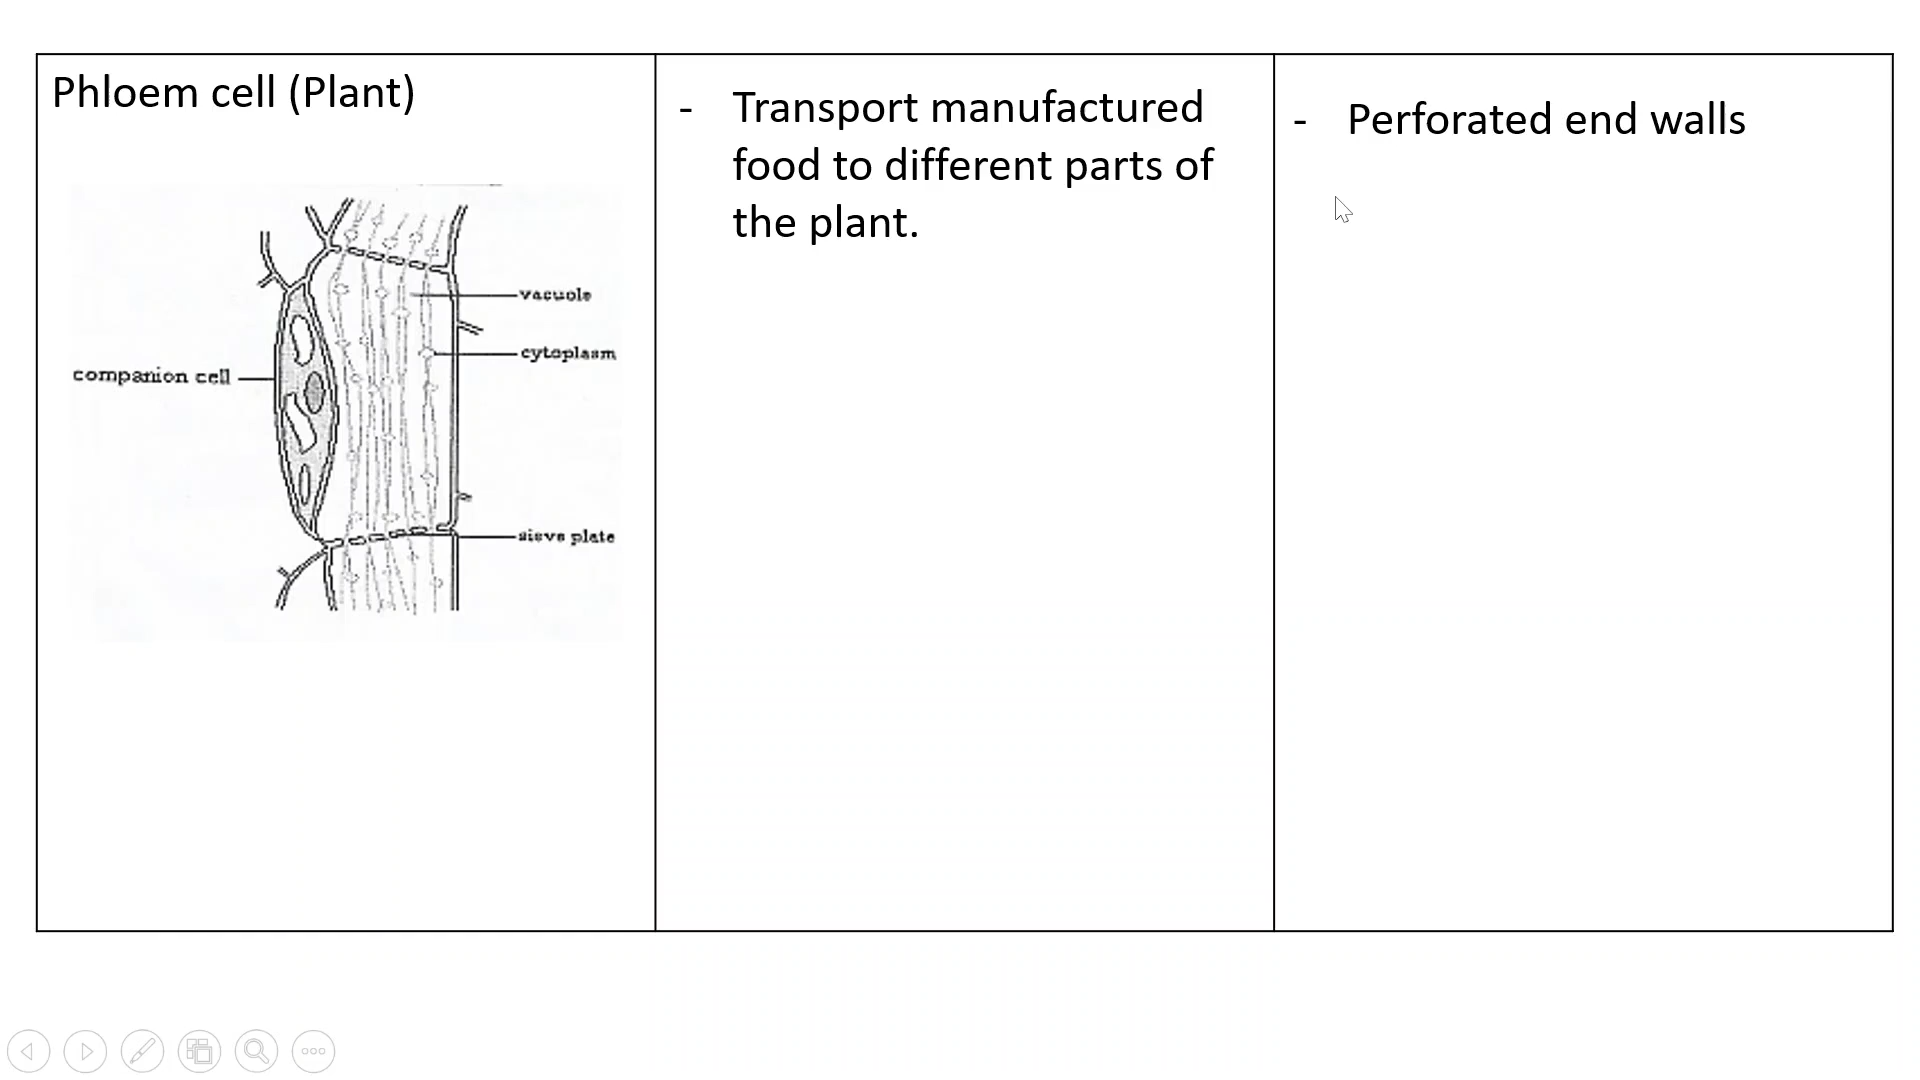 Phloem cell (Plant)
- Transport manufactured
food to different parts of
the plant.
- Perforated end walls
vacuole
cytoplasm
companion cell
sieve plate